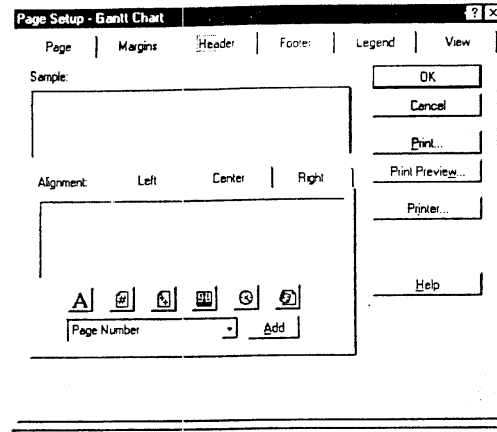 Page Setup - Gantt Chart
Page Margins Header Footer Legend View
Sample:
OK
Cancel
Print...
Print Preview...
Printer...
Help
Alignment: Left Center Right
A
Page Number Add